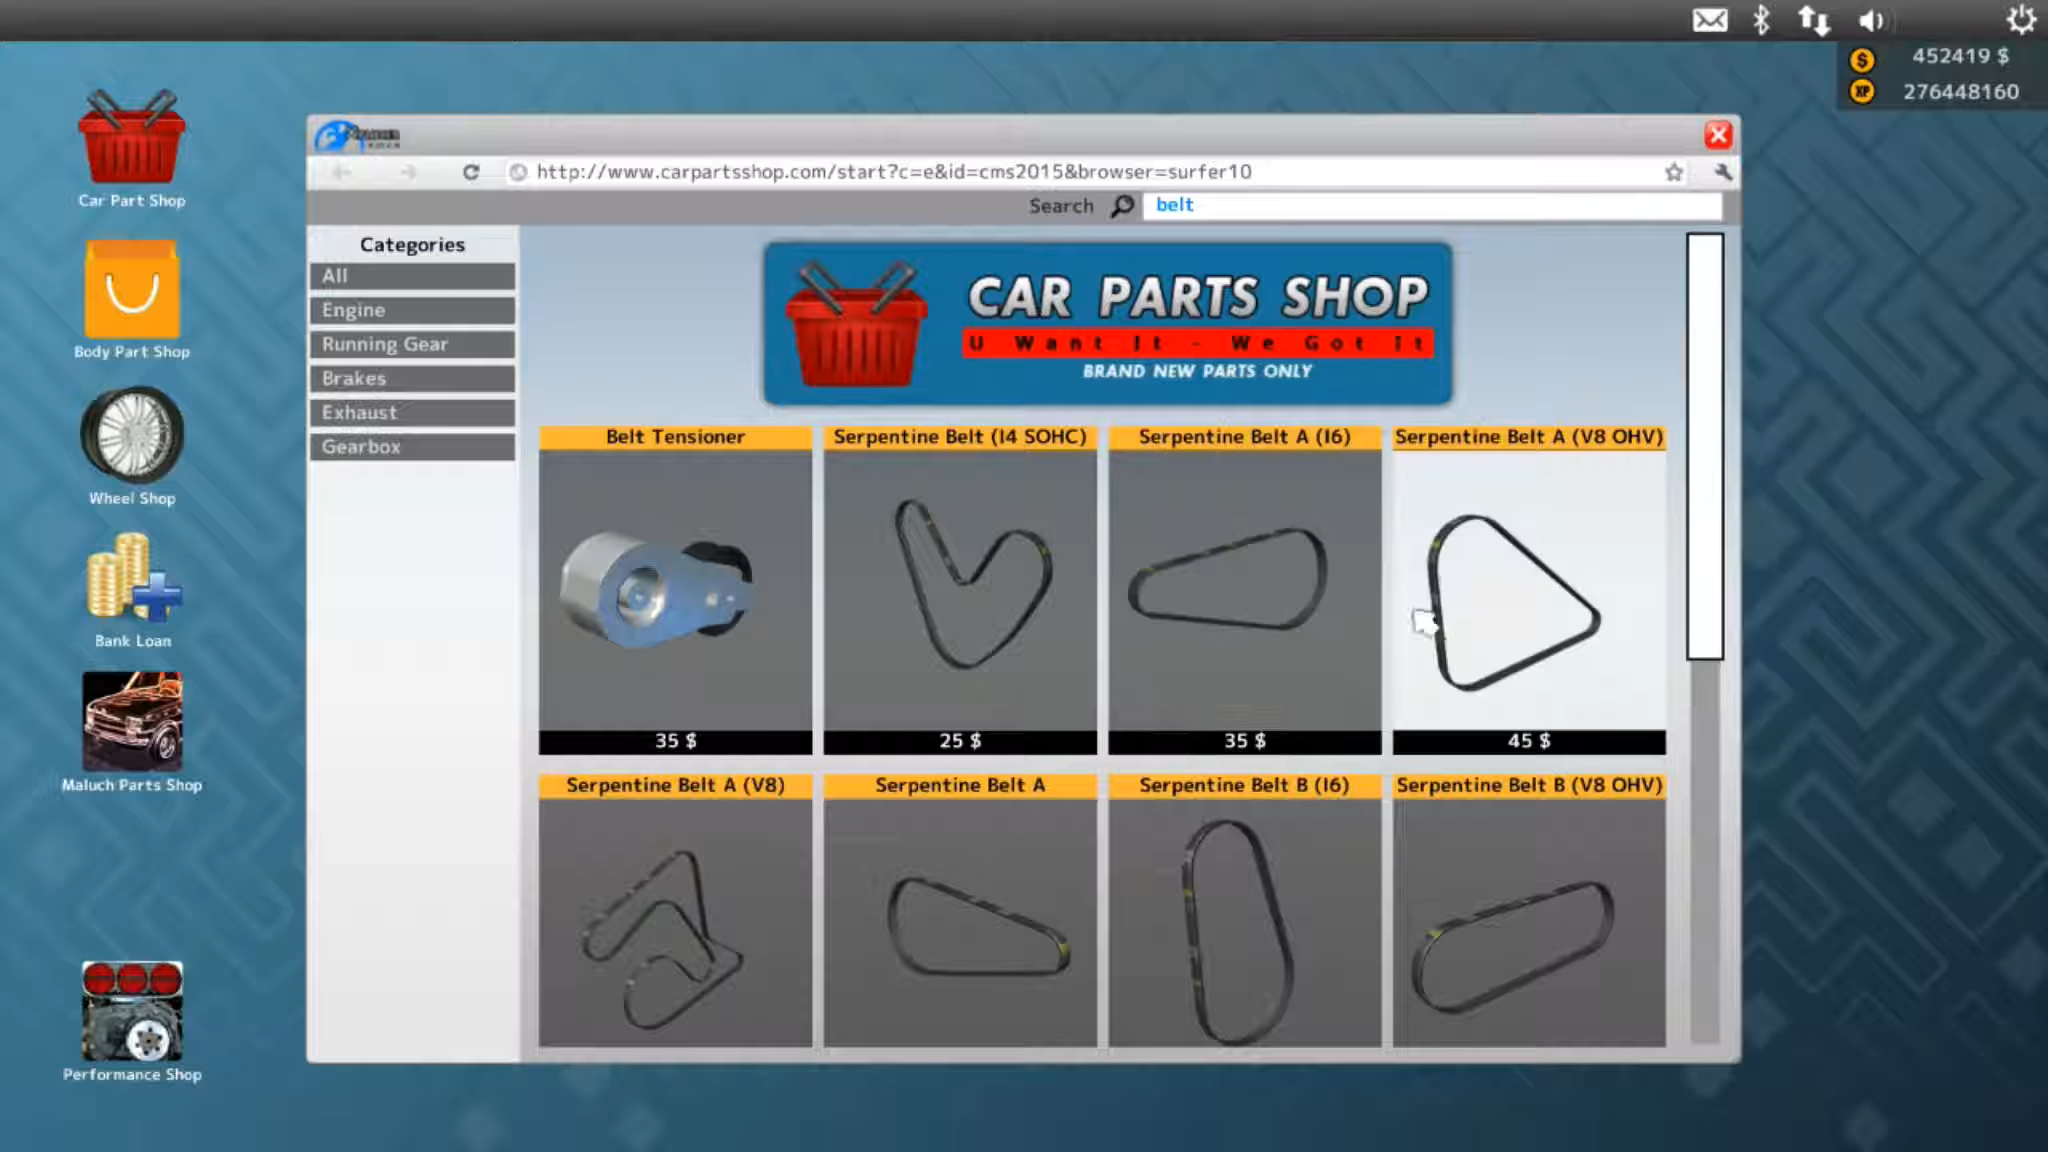 452419 $
276448160
http://www.carpartsshop.com/start?c=e&id=cms2015&browser=surfer10
Search belt
Categories
All
Engine
Running Gear
Brakes
Exhaust
Gearbox
Car Part Shop
Body Part Shop
Wheel Shop
Bank Loan
Maluch Parts Shop
Performance Shop
CAR PARTS SHOP
U Want It - We Got It
BRAND NEW PARTS ONLY
Belt Tensioner
35 $
Serpentine Belt (I4 SOHC)
25 $
Serpentine Belt A (I6)
35 $
Serpentine Belt A (V8 OHV)
45 $
Serpentine Belt A (V8)
Serpentine Belt A
Serpentine Belt B (I6)
Serpentine Belt B (V8 OHV)